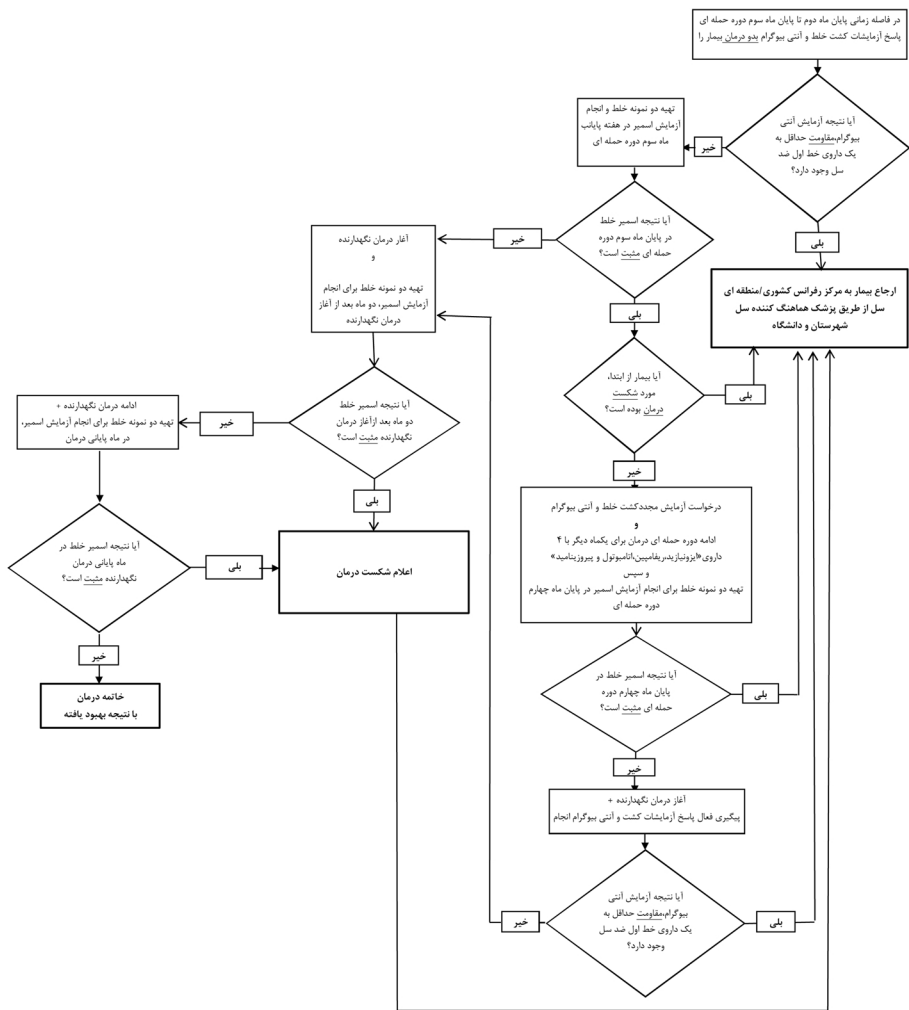 در فاصله زمانی پایان ماه دوم تا پایان ماه سوم دوره حمله ای
پاسخ آزمایشات کشت خلط و آنتی بیوگرام بدو درمان بیمار را
آیا نتیجه آزمایش آنتی
بیوگرام،مقاومت حداقل به
یک داروی خط اول ضد
سل وجود دارد؟
خیر
بلی
تهیه دو نمونه خلط و انجام
آزمایش اسمیر در هفته پایانب
ماه سوم دوره حمله ای
آیا نتیجه اسمیر خلط
در پایان ماه سوم دوره
حمله ای مثبت است؟
خیر
بلی
ارجاع بیمار به مرکز رفرانس کشوری/منطقه ای
سل از طریق پزشک هماهنگ کننده سل
شهرستان و دانشگاه
آغار درمان نگهدارنده
و
تهیه دو نمونه خلط برای انجام
آزمایش اسمیر، دو ماه بعد از آغاز
درمان نگهدارنده
آیا بیمار از ابتدا،
مورد شکست
درمان بوده است؟
بلی
خیر
آیا نتیجه اسمیر خلط
دو ماه بعد ازآغاز درمان
نگهدارنده مثبت است؟
خیر
بلی
ادامه درمان نگهدارنده +
تهیه دو نمونه خلط برای انجام آزمایش اسمیر،
در ماه پایانی درمان
آیا نتیجه اسمیر خلط در
ماه پایانی درمان
نگهدارنده مثبت است؟
بلی
خیر
اعلام شکست درمان
خاتمه درمان
با نتیجه بهبود یافته
درخواست آزمایش مجددکشت خلط و آنتی بیوگرام
و
ادامه دوره حمله ای درمان برای یکماه دیگر با ۴
داروی«ایزونیازید،ریفامپین،اتامبوتول و پیروزینامید»
و سپس
تهیه دو نمونه خلط برای انجام آزمایش اسمیر در پایان ماه چهارم
دوره حمله ای
آیا نتیجه اسمیر خلط در
پایان ماه چهارم دوره
حمله ای مثبت است؟
بلی
خیر
آغاز درمان نگهدارنده +
پیگیری فعال پاسخ آزمایشات کشت و آنتی بیوگرام انجام
آیا نتیجه آزمایش آنتی
بیوگرام،مقاومت حداقل به
یک داروی خط اول ضد سل
وجود دارد؟
بلی
خیر